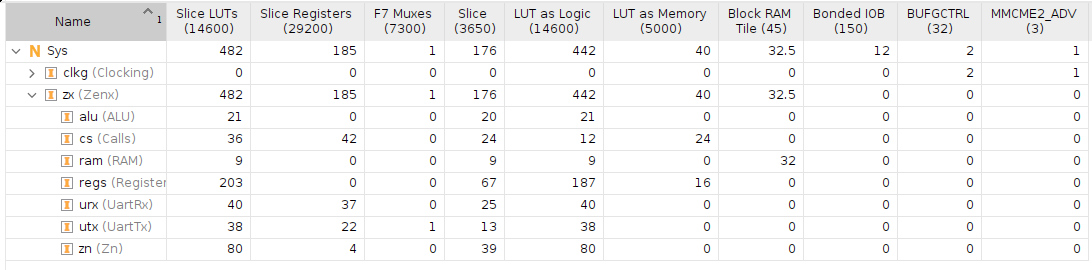 Name 1 Slice LUTs (14600) Slice Registers (29200) F7 Muxes (7300) Slice (3650) LUT as Logic (14600) LUT as Memory (5000) Block RAM Tile (45) Bonded IOB (150) BUFGCTRL (32) MMCME2_ADV (3)
N Sys 482 185 1 176 442 40 32.5 12 2 1
I clkg (Clocking) 0 0 0 0 0 0 0 0 2 1
I zx (Zenx) 482 185 1 176 442 40 32.5 0 0 0
I alu (ALU) 21 0 0 20 21 0 0 0 0 0
I cs (Calls) 36 42 0 24 12 24 0 0 0 0
I ram (RAM) 9 0 0 9 9 0 32 0 0 0
I regs (Register 203 0 0 67 187 16 0 0 0 0
I urx (UartRx) 40 37 0 25 40 0 0 0 0 0
I utx (UartTx) 38 22 1 13 38 0 0 0 0 0
I zn (Zn) 80 4 0 39 80 0 0 0 0 0